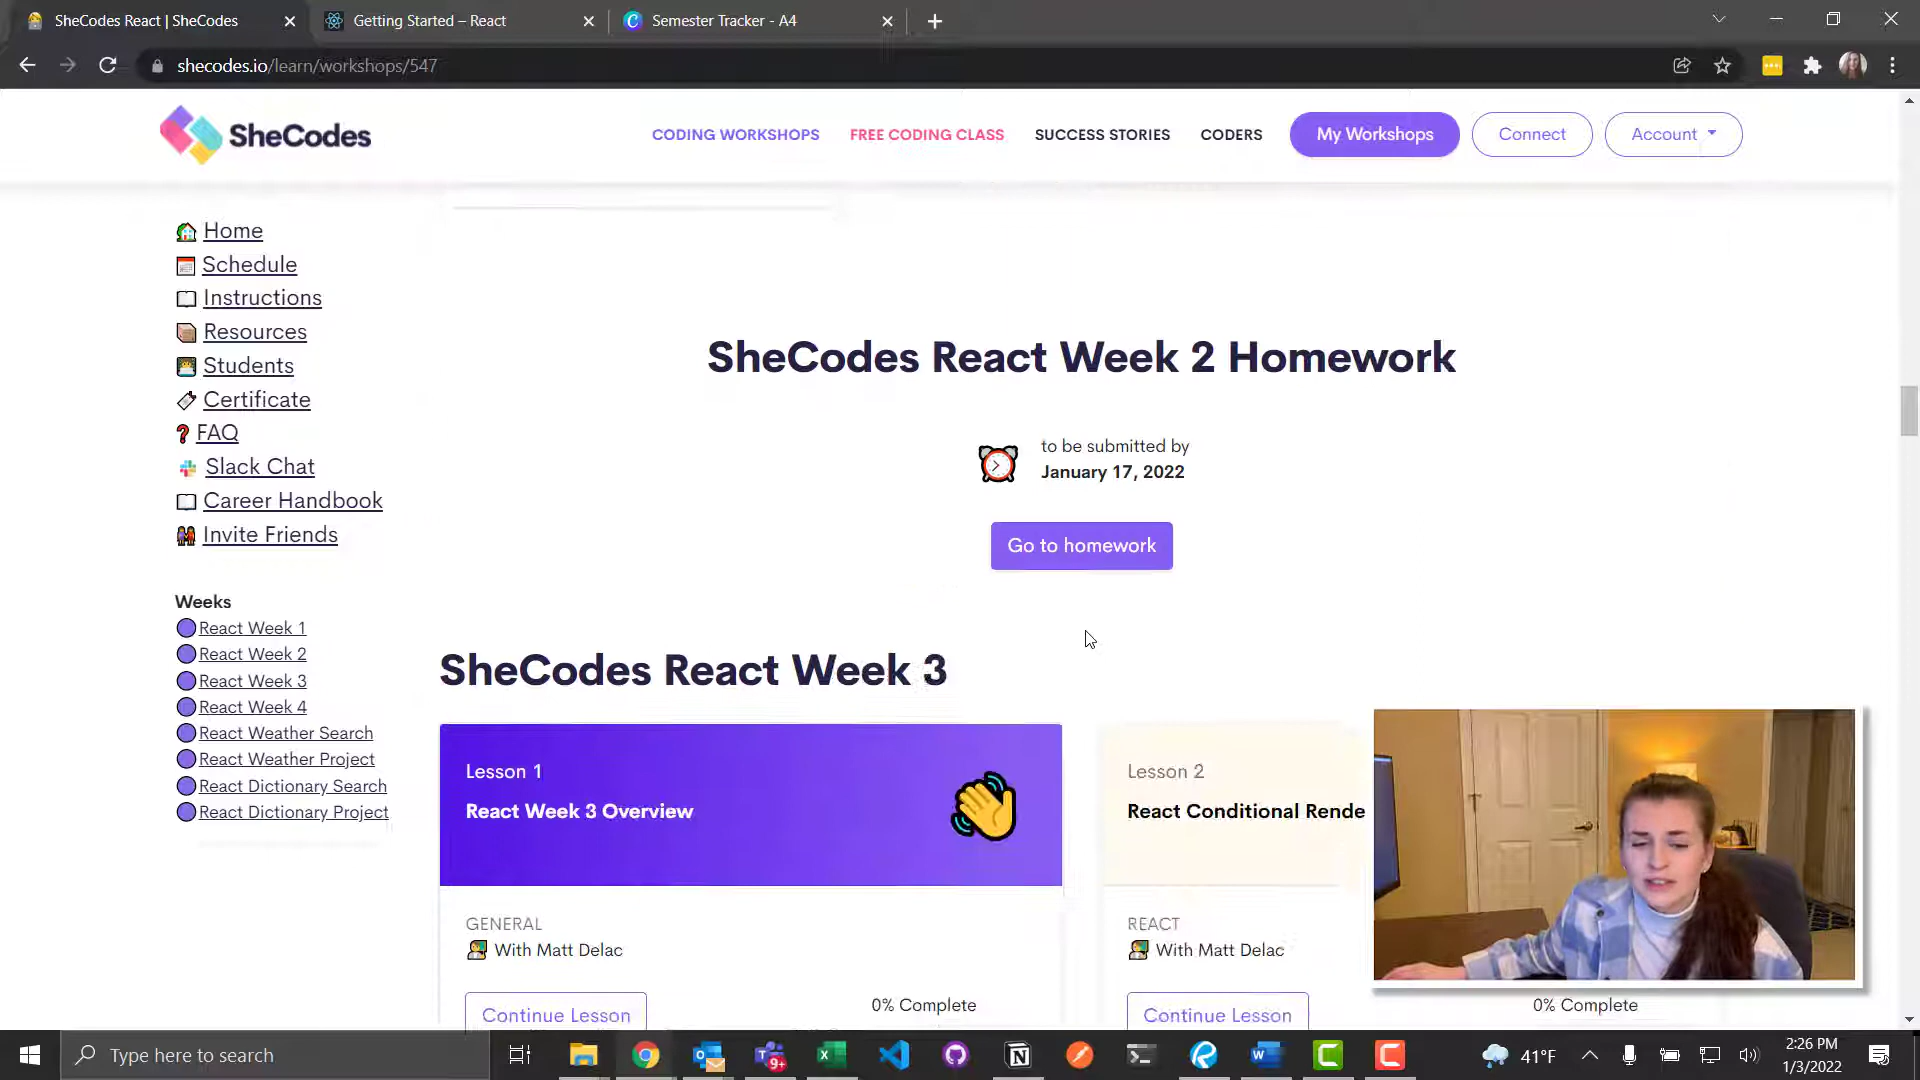 SheCodes React | SheCodes
Getting Started – React
Semester Tracker - A4
shecodes.io/learn/workshops/547
SheCodes
CODING WORKSHOPS
FREE CODING CLASS
SUCCESS STORIES
CODERS
My Workshops
Connect
Account
Home
Schedule
Instructions
Resources
Students
Certificate
FAQ
Slack Chat
Career Handbook
Invite Friends
Weeks
React Week 1
React Week 2
React Week 3
React Week 4
React Weather Search
React Weather Project
React Dictionary Search
React Dictionary Project
SheCodes React Week 2 Homework
to be submitted by
January 17, 2022
Go to homework
SheCodes React Week 3
Lesson 1
React Week 3 Overview
GENERAL
With Matt Delac
Continue Lesson
0% Complete
Lesson 2
React Conditional Rende
REACT
With Matt Delac
Continue Lesson
0% Complete
Type here to search
9+
41°F
2:26 PM
1/3/2022